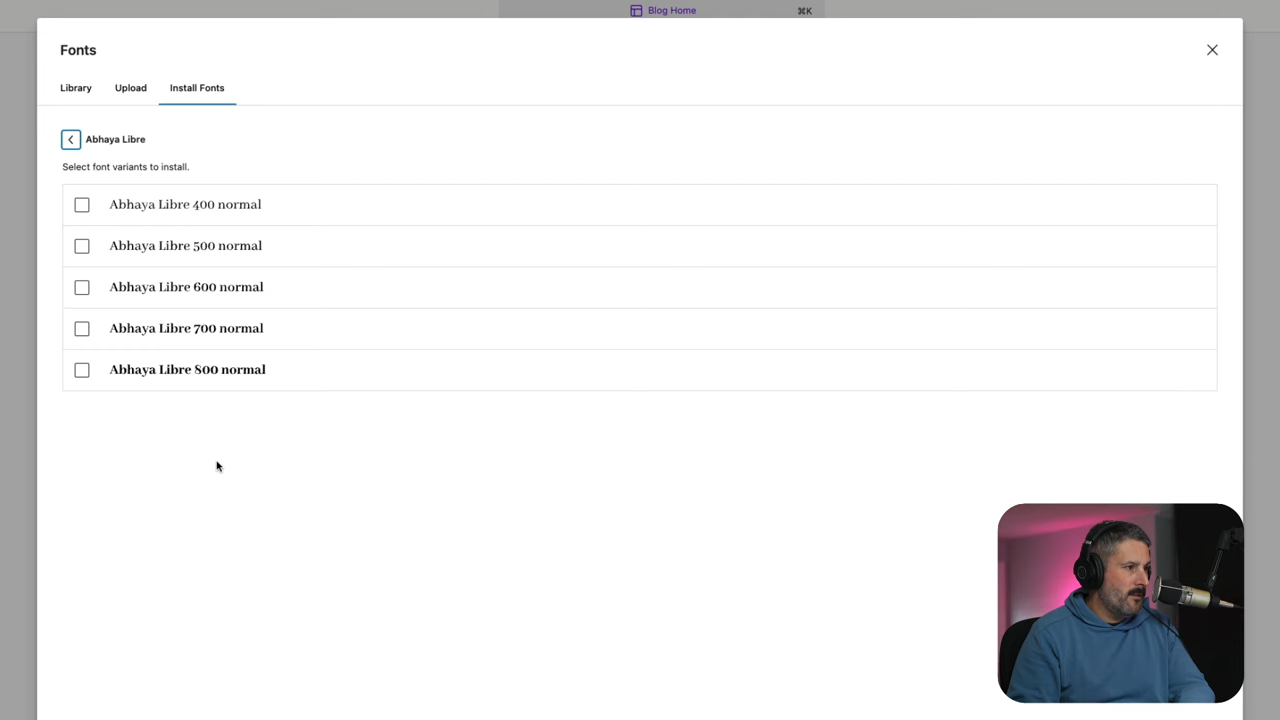 Blog Home ⌘K
Fonts
Library Upload Install Fonts
Abhaya Libre
Select font variants to install.
Abhaya Libre 400 normal
Abhaya Libre 500 normal
Abhaya Libre 600 normal
Abhaya Libre 700 normal
Abhaya Libre 800 normal